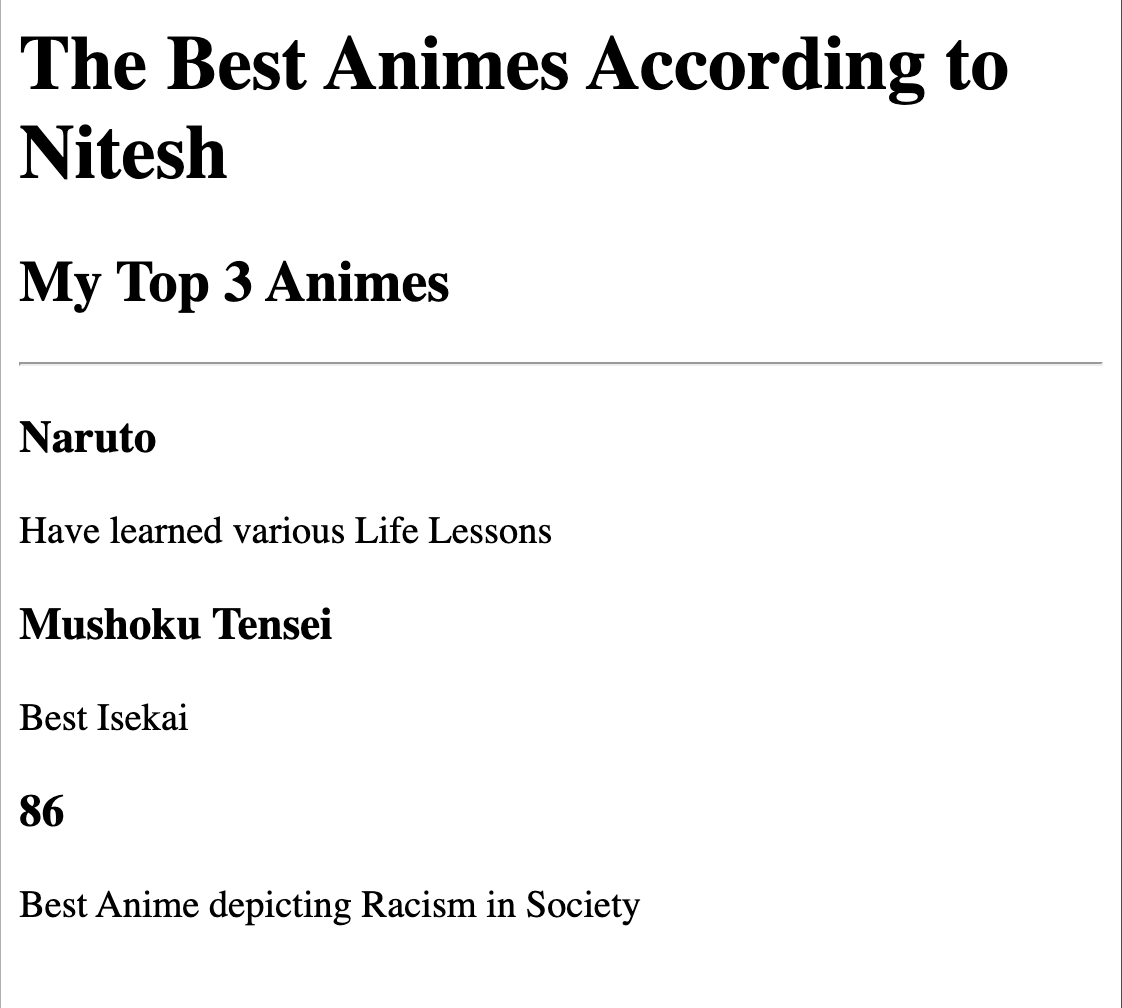 The Best Animes According to
Nitesh
My Top 3 Animes
Naruto
Have learned various Life Lessons
Mushoku Tensei
Best Isekai
86
Best Anime depicting Racism in Society